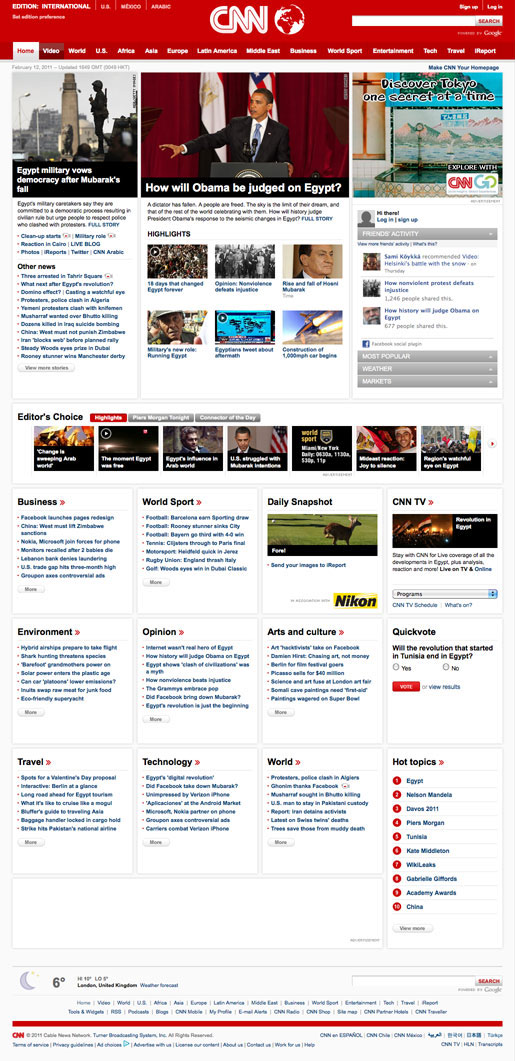 EDITION: INTERNATIONAL | U.S. | MÉXICO | ARABIC
Set edition preference
CNN
Sign up | Log in
SEARCH
POWERED BY Google
Home Video World U.S. Africa Asia Europe Latin America Middle East Business World Sport Entertainment Tech Travel iReport
Make CNN Your Homepage
Egypt military vows
democracy after Mubarak's
fall
Egypt's military caretakers say they are
committed to a democratic process resulting in
civilian rule but urge people to respect police
who clashed with protesters. FULL STORY
Clean-up starts | Military role
Reaction in Cairo | LIVE BLOG
Photos | Reports | Twitter | CNN Arabic
Other news
Three arrested in Tahrir Square
What next after Egypt's revolution?
Domino effect? | Casting a watchful eye
Protesters, police clash in Algeria
Yemeni protesters clash with knifemen
Musharraf wanted over Bhutto killing
Dozens killed in Iraq suicide bombing
China: West must not punish Zimbabwe
Iran 'blocks web' before planned rally
Steady Woods eyes prize in Dubai
Rooney stunner wins Manchester derby
View more stories
How will Obama be judged on Egypt?
A dictator has fallen. A people are freed. The sky is the limit of their dream, and
that of the rest of the world celebrating with them. How will history judge
President Obama's response to the seismic changes in Egypt? FULL STORY
HIGHLIGHTS
18 days that changed
Egypt forever
Opinion: Nonviolence
defeats injustice
Rise and fall of Hosni
Mubarak
Time
Military's new role:
Running Egypt
Egyptians tweet about
aftermath
Construction of
1,000mph car begins
Discover Tokyo
one secret at a time
EXPLORE WITH
CNN GO
ADVERTISEMENT
Hi there!
Log in | sign up
FRIENDS' ACTIVITY
View more friends' activity | What's this?
Sami Köykkä recommended Video:
Helsinki's battle with the snow - on
Thursday
How nonviolent protest defeats
injustice
1,246 people shared this.
How will history judge Obama on
Egypt?
677 people shared this.
Facebook social plugin
MOST POPULAR
WEATHER
MARKETS
Editor's Choice Highlights Piers Morgan Tonight Connector of the Day
'Change is
sweeping Arab
world'
The moment Egypt
was free
Egypt's influence in
Arab world
U.S. struggled with
Mubarak intentions
world
sport
Miami/New York
Daily: 0630a, 1130a,
530p, 11p
ADVERTISEMENT
Mideast reaction:
Joy to silence
Region's watchful
eye on Egypt
Business »
Facebook launches pages redesign
China: West must lift Zimbabwe
sanctions
Nokia, Microsoft join forces for phone
Monitors recalled after 2 babies die
Lebanon bank denies laundering
U.S. trade gap hits three-month high
Groupon axes controversial ads
More
World Sport »
Football: Barcelona earn Sporting draw
Football: Rooney stunner sinks City
Football: Bayern go third with 4-0 win
Tennis: Clijsters through to Paris final
Motorsport: Heidfeld quick in Jerez
Rugby Union: England thrash Italy
Golf: Woods eyes win in Dubai Classic
More
Daily Snapshot
Fore!
Send your images to iReport
IN ASSOCIATION WITH Nikon
CNN TV »
Revolution in
Egypt
Stay with CNN for Live coverage of all the
developments in Egypt, plus analysis,
reaction and more! Live on TV & Online
Programs
CNN TV Schedule What's on?
Environment »
Hybrid airships prepare to take flight
Shark hunting threatens species
'Barefoot' grandmothers power on
Solar power enters the plastic age
Can car 'platoons' lower emissions?
Inuits swap raw meat for junk food
Eco-friendly superyacht
More
Opinion »
Internet wasn't real hero of Egypt
How history will judge Obama on Egypt
Egypt shows 'clash of civilizations' was
a myth
How nonviolence beats injustice
The Grammys embrace pop
Did Facebook bring down Mubarak?
Egypt's revolution is just the beginning
More
Arts and culture »
Art 'hacktivists' take on Facebook
Damien Hirst: Chasing art, not money
Berlin for film festival goers
Picasso sells for $40 million
Science and art fuse at London art fair
Somali cave paintings need 'first-aid'
Paintings wagered on Super Bowl
More
Quickvote
Will the revolution that started
in Tunisia end in Egypt?
Yes No
VOTE or view results
Travel »
Spots for a Valentine's Day proposal
Interactive: Berlin at a glance
Long road ahead for Egypt tourism
What it's like to cruise like a mogul
Bluffer's guide to traveling Asia
Baggage handler locked in cargo hold
Strike hits Pakistan's national airline
More
Technology »
Egypt's 'digital revolution'
Did Facebook take down Mubarak?
Unimpressed by Verizon iPhone
'Aplicaciones' at the Android Market
Microsoft, Nokia partner on phone
Groupon axes controversial ads
Carriers combat Verizon iPhone
More
World »
Protesters, police clash in Algiers
Ghonim thanks Facebook
Musharraf sought in Bhutto killing
U.S. man to stay in Pakistani custody
Report: Iran detains activists
Latest on Swiss twins' deaths
Trees save those from muddy death
More
Hot topics »
1 Egypt
2 Nelson Mandela
3 Davos 2011
4 Piers Morgan
5 Tunisia
6 Kate Middleton
7 WikiLeaks
8 Gabrielle Giffords
9 Academy Awards
10 China
View more
ADVERTISEMENT
6° HI 10° LO 5°
London, United Kingdom Weather forecast
SEARCH
POWERED BY Google
Home | Video | World | U.S. | Africa | Asia | Europe | Latin America | Middle East | Business | World Sport | Entertainment | Tech | Travel | iReport
Tools & Widgets | RSS | Podcasts | Blogs | CNN Mobile | My Profile | E-mail Alerts | CNN Radio | CNN Shop | Site map | CNN Partner Hotels | CNN Traveller
CNN © 2011 Cable News Network. Turner Broadcasting System, Inc. All Rights Reserved.
CNN en ESPAÑOL | CNN Chile | CNN México | العربية | 한국어 | 日本語 | Türkçe
Terms of service | Privacy guidelines | Ad choices | Advertise with us | License our content | About us | Contact us | Work for us | Help
CNN TV | HLN | Transcripts